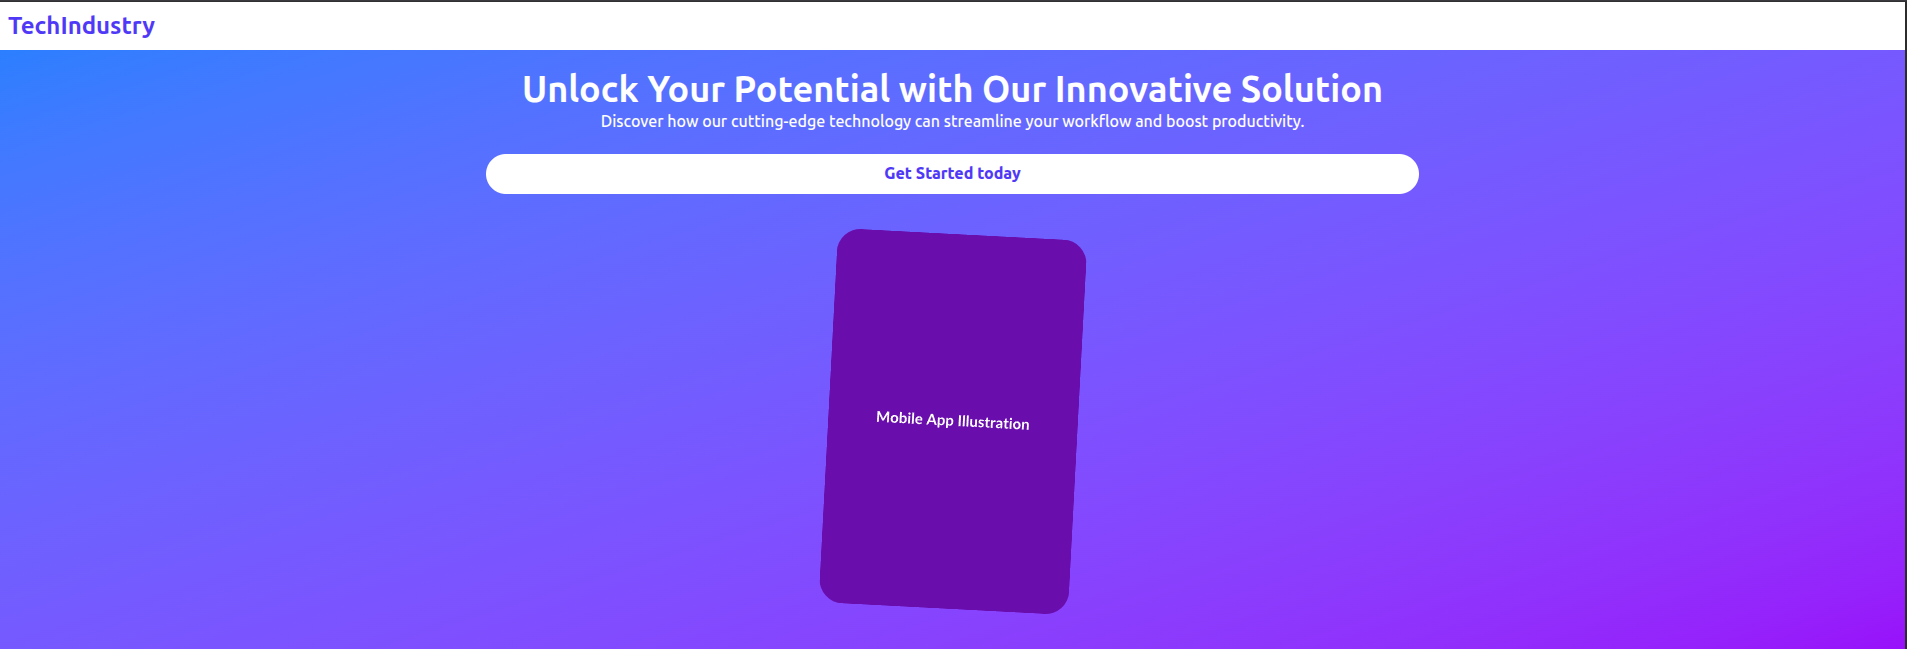 TechIndustry
Unlock Your Potential with Our Innovative Solution
Discover how our cutting-edge technology can streamline your workflow and boost productivity.
Get Started today
Mobile App Illustration